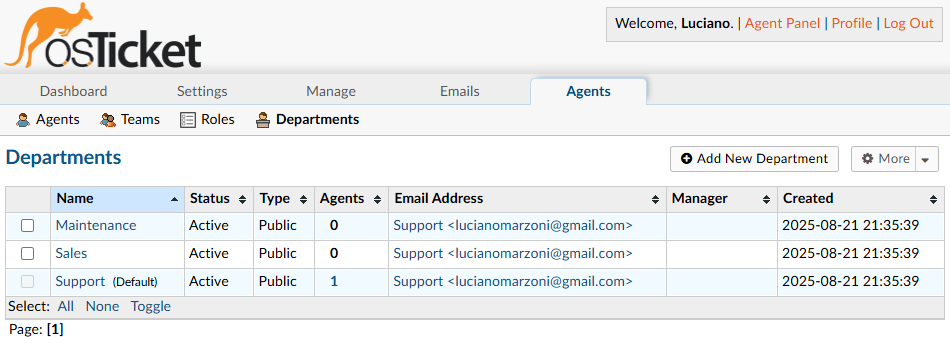 osTicket
Welcome, Luciano. | Agent Panel | Profile | Log Out
Dashboard Settings Manage Emails Agents
Agents Teams Roles Departments
Departments
Add New Department More
Name Status Type Agents Email Address Manager Created
Maintenance Active Public 0 Support <lucianomarzoni@gmail.com> 2025-08-21 21:35:39
Sales Active Public 0 Support <lucianomarzoni@gmail.com> 2025-08-21 21:35:39
Support (Default) Active Public 1 Support <lucianomarzoni@gmail.com> 2025-08-21 21:35:39
Select: All None Toggle
Page: [1]